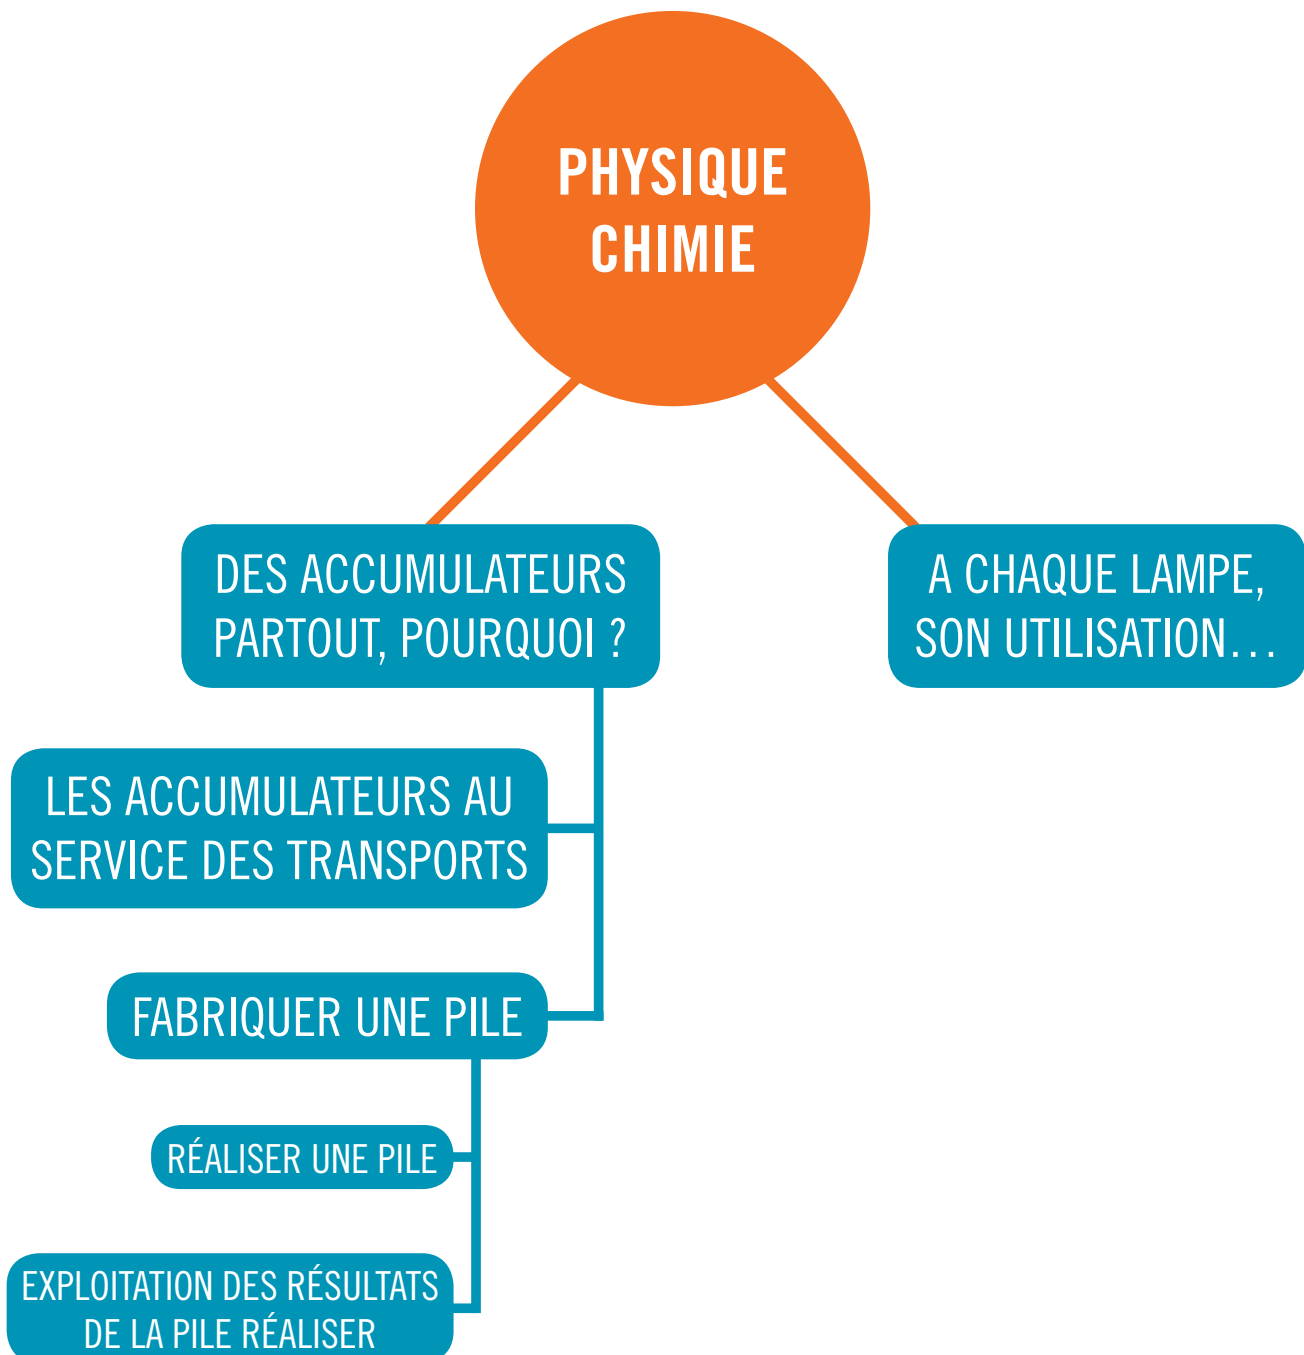 PHYSIQUE
CHIMIE
DES ACCUMULATEURS
PARTOUT, POURQUOI ?
A CHAQUE LAMPE,
SON UTILISATION...
LES ACCUMULATEURS AU
SERVICE DES TRANSPORTS
FABRIQUER UNE PILE
RÉALISER UNE PILE
EXPLOITATION DES RÉSULTATS
DE LA PILE RÉALISER